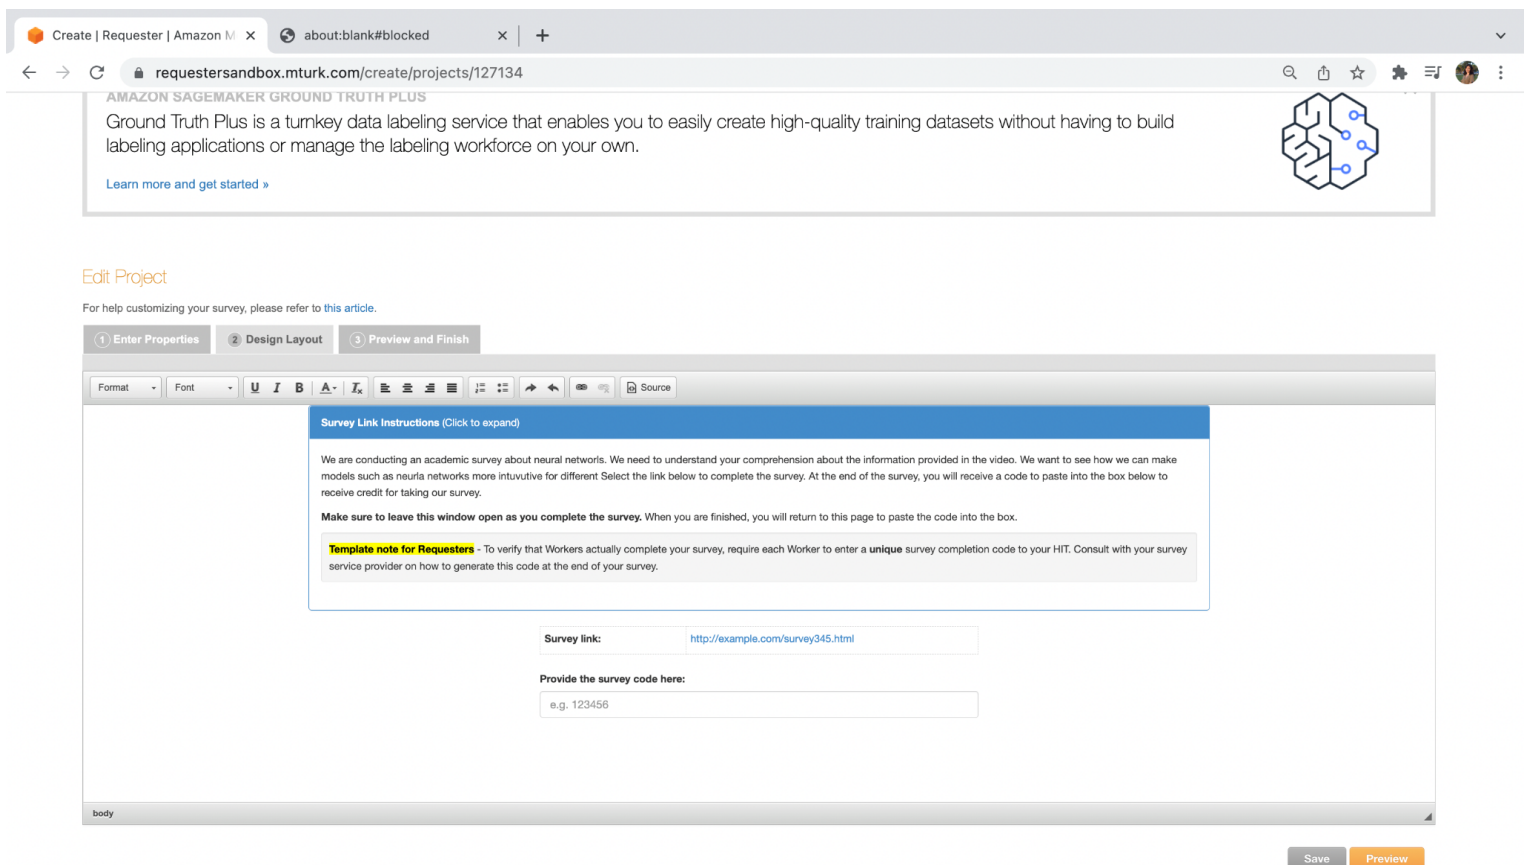 Create | Requester | Amazon M
about:blank#blocked
requestersandbox.mturk.com/create/projects/127134
AMAZON SAGEMAKER GROUND TRUTH PLUS
Ground Truth Plus is a turnkey data labeling service that enables you to easily create high-quality training datasets without having to build
labeling applications or manage the labeling workforce on your own.
Learn more and get started »
Edit Project
For help customizing your survey, please refer to this article.
1 Enter Properties
2 Design Layout
3 Preview and Finish
Format Font U I B A Ix Source
Survey Link Instructions (Click to expand)
We are conducting an academic survey about neural networls. We need to understand your comprehension about the information provided in the video. We want to see how we can make
models such as neurla networks more intuvutive for different Select the link below to complete the survey. At the end of the survey, you will receive a code to paste into the box below to
receive credit for taking our survey.
Make sure to leave this window open as you complete the survey. When you are finished, you will return to this page to paste the code into the box.
Template note for Requesters - To verify that Workers actually complete your survey, require each Worker to enter a unique survey completion code to your HIT. Consult with your survey
service provider on how to generate this code at the end of your survey.
Survey link: http://example.com/survey345.html
Provide the survey code here:
e.g. 123456
body
Save Preview